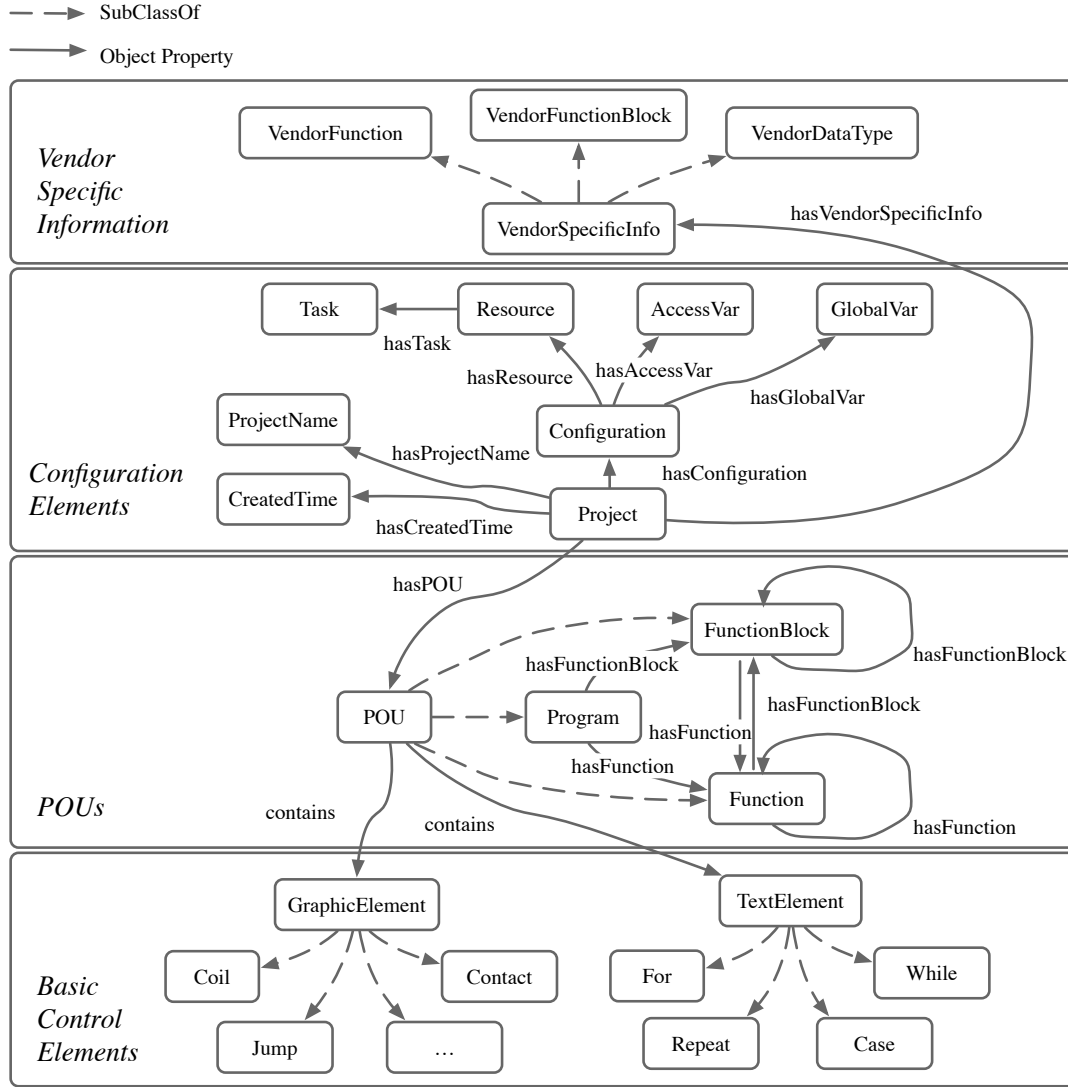 SubClassOf
Object Property
Vendor
Specific
Information
VendorFunction
VendorFunctionBlock
VendorDataType
VendorSpecificInfo
hasVendorSpecificInfo
Configuration
Elements
Task
Resource
AccessVar
GlobalVar
hasTask
hasResource
hasAccessVar
hasGlobalVar
ProjectName
Configuration
hasProjectName
hasConfiguration
CreatedTime
Project
hasCreatedTime
POUs
hasPOU
FunctionBlock
hasFunctionBlock
hasFunctionBlock
POU
Program
hasFunctionBlock
hasFunction
hasFunction
Function
hasFunction
contains
contains
Basic
Control
Elements
GraphicElement
TextElement
Coil
Contact
For
While
Jump
…
Repeat
Case